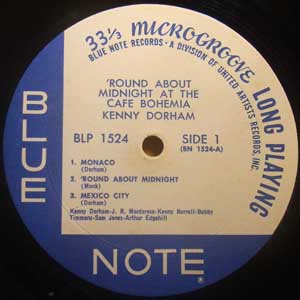 33 1/3 MICROGROOVE LONG PLAYING
BLUE NOTE RECORDS • A DIVISION OF UNITED ARTISTS RECORDS, INC.
'ROUND ABOUT
MIDNIGHT AT THE
CAFE BOHEMIA
KENNY DORHAM
BLP 1524 SIDE 1
(BN 1524-A)
1. MONACO
(Dorham)
2. 'ROUND ABOUT MIDNIGHT
(Monk)
3. MEXICO CITY
(Dorham)
Kenny Dorham-J. R. Monterose-Kenny Burrell-Bobby
Timmons-Sam Jones-Arthur Edgehill
BLUE
NOTE
®